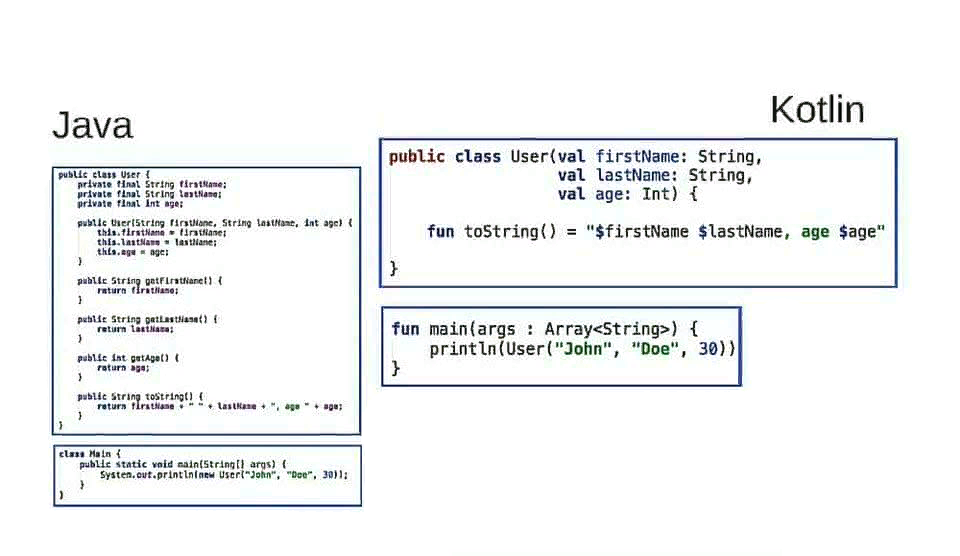 Java
public class User {
private final String firstName;
private final String lastName;
private final int age;
public User(String firstName, String lastName, int age) {
this.firstName = firstName;
this.lastName = lastName;
this.age = age;
}
public String getFirstName() {
return firstName;
}
public String getLastName() {
return lastName;
}
public int getAge() {
return age;
}
public String toString() {
return firstName + " " + lastName + ", age " + age;
}
}
class Main {
public static void main(String[] args) {
System.out.println(new User("John", "Doe", 30));
}
}
Kotlin
public class User(val firstName: String,
val lastName: String,
val age: Int) {
fun toString() = "$firstName $lastName, age $age"
}
fun main(args : Array<String>) {
println(User("John", "Doe", 30))
}